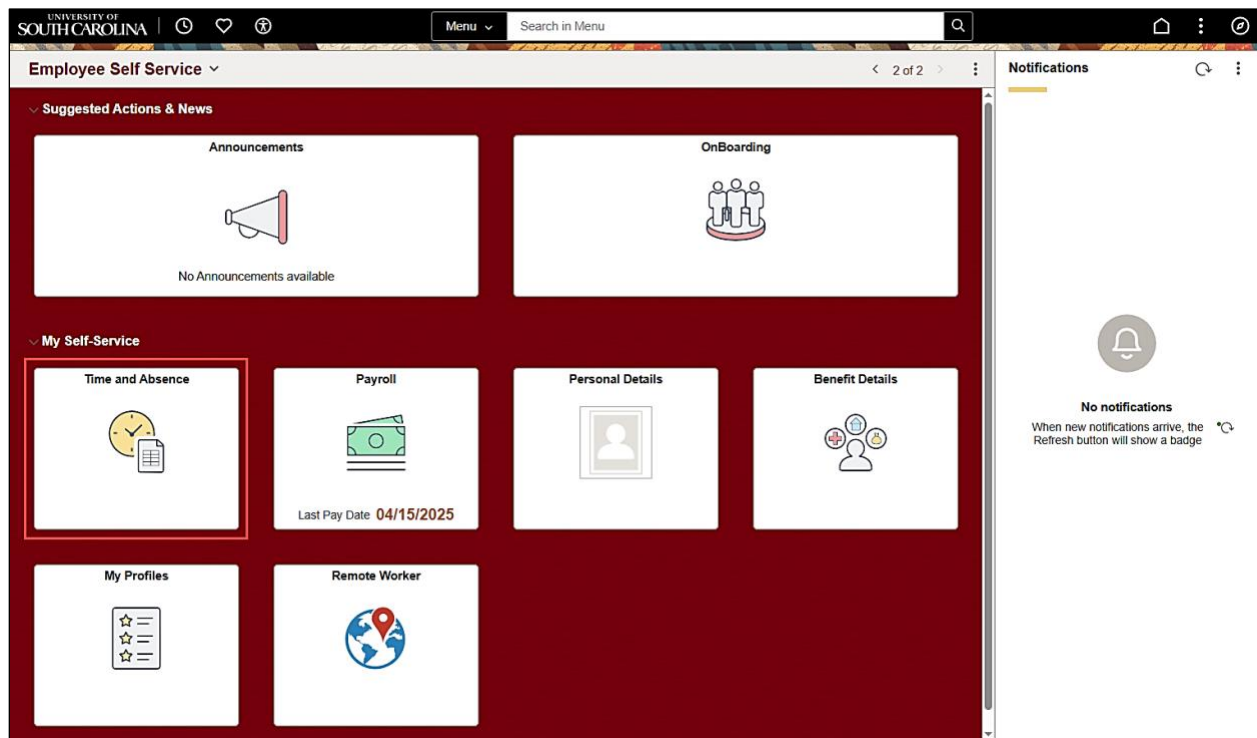 UNIVERSITY OF
SOUTH CAROLINA
Menu
Search in Menu
Employee Self Service
2 of 2
Notifications
Suggested Actions & News
Announcements
No Announcements available
OnBoarding
My Self-Service
Time and Absence
Payroll
Last Pay Date 04/15/2025
Personal Details
Benefit Details
My Profiles
Remote Worker
No notifications
When new notifications arrive, the
Refresh button will show a badge